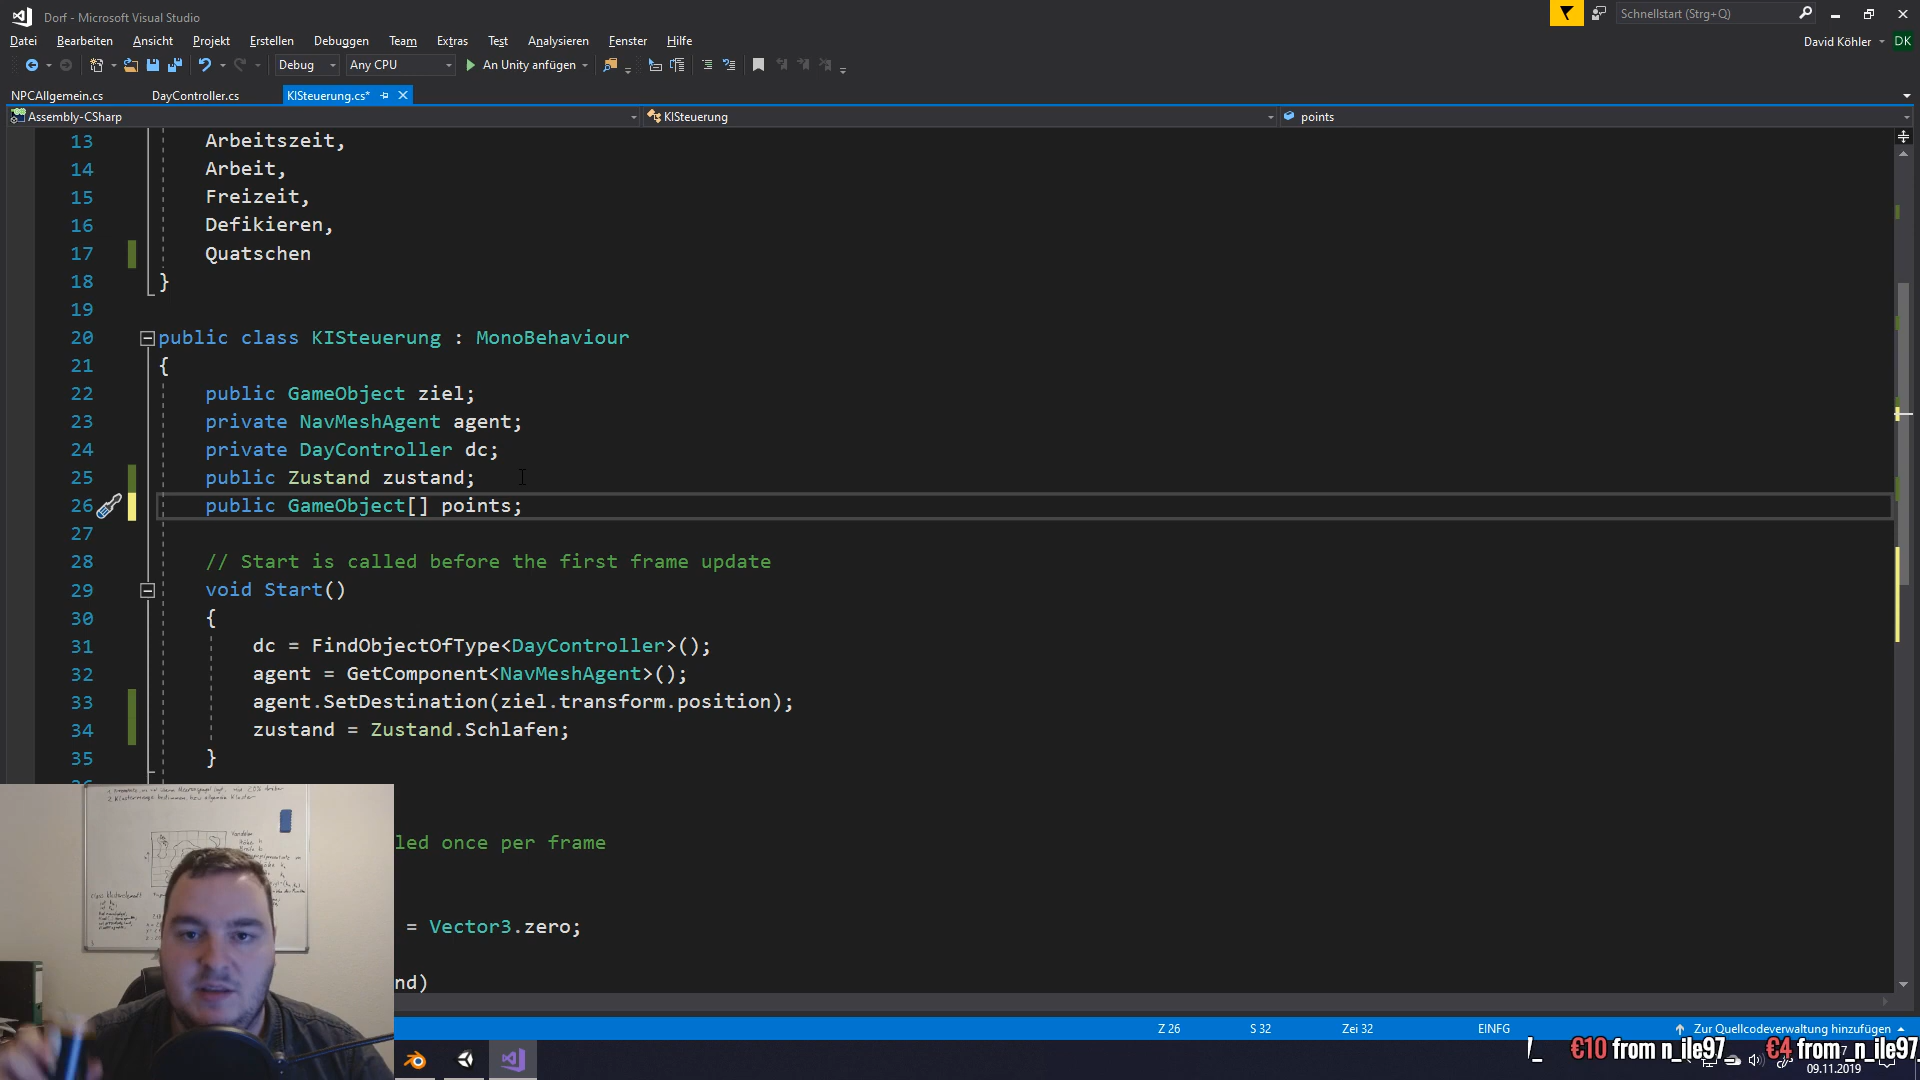 Dorf - Microsoft Visual Studio
Schnellstart (Strg+Q)
Datei Bearbeiten Ansicht Projekt Erstellen Debuggen Team Extras Test Analysieren Fenster Hilfe
David Köhler DK
Debug Any CPU An Unity anfügen
NPCAllgemein.cs DayController.cs KISteuerung.cs*
Assembly-CSharp KISteuerung points
13 Arbeitszeit,
14 Arbeit,
15 Freizeit,
16 Defikieren,
17 Quatschen
18 }
19
20 public class KISteuerung : MonoBehaviour
21 {
22 public GameObject ziel;
23 private NavMeshAgent agent;
24 private DayController dc;
25 public Zustand zustand;
26 public GameObject[] points;
27
28 // Start is called before the first frame update
29 void Start()
30 {
31 dc = FindObjectOfType<DayController>();
32 agent = GetComponent<NavMeshAgent>();
33 agent.SetDestination(ziel.transform.position);
34 zustand = Zustand.Schlafen;
35 }
led once per frame
= Vector3.zero;
nd)
Z 26 S 32 Zei 32 EINFG Zur Quellcodeverwaltung hinzufügen
€10 from n_ile97_ €4 from _n_ile97_
09.11.2019